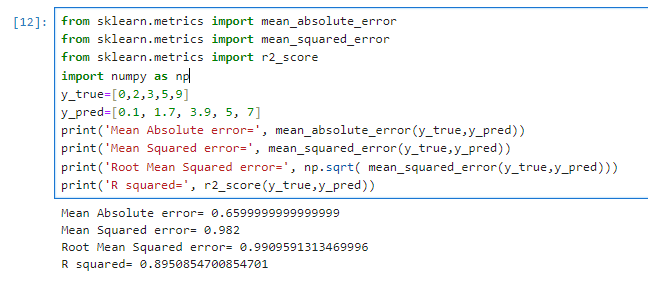 [12]: from sklearn.metrics import mean_absolute_error
from sklearn.metrics import mean_squared_error
from sklearn.metrics import r2_score
import numpy as np
y_true=[0,2,3,5,9]
y_pred=[0.1, 1.7, 3.9, 5, 7]
print('Mean Absolute error=', mean_absolute_error(y_true,y_pred))
print('Mean Squared error=', mean_squared_error(y_true,y_pred))
print('Root Mean Squared error=', np.sqrt( mean_squared_error(y_true,y_pred)))
print('R squared=', r2_score(y_true,y_pred))
Mean Absolute error= 0.6599999999999999
Mean Squared error= 0.982
Root Mean Squared error= 0.9909591313469996
R squared= 0.8950854700854701